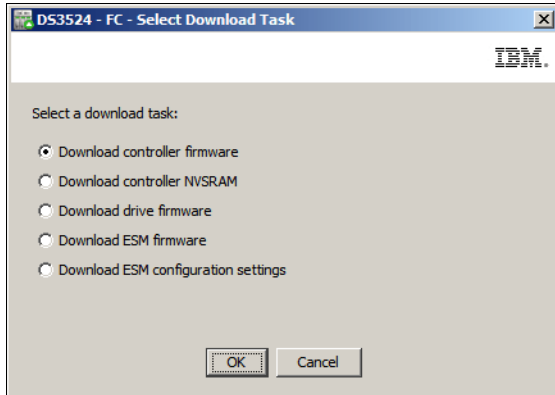 DS3524 - FC - Select Download Task
IBM.
Select a download task:
Download controller firmware
Download controller NVSRAM
Download drive firmware
Download ESM firmware
Download ESM configuration settings
OK Cancel